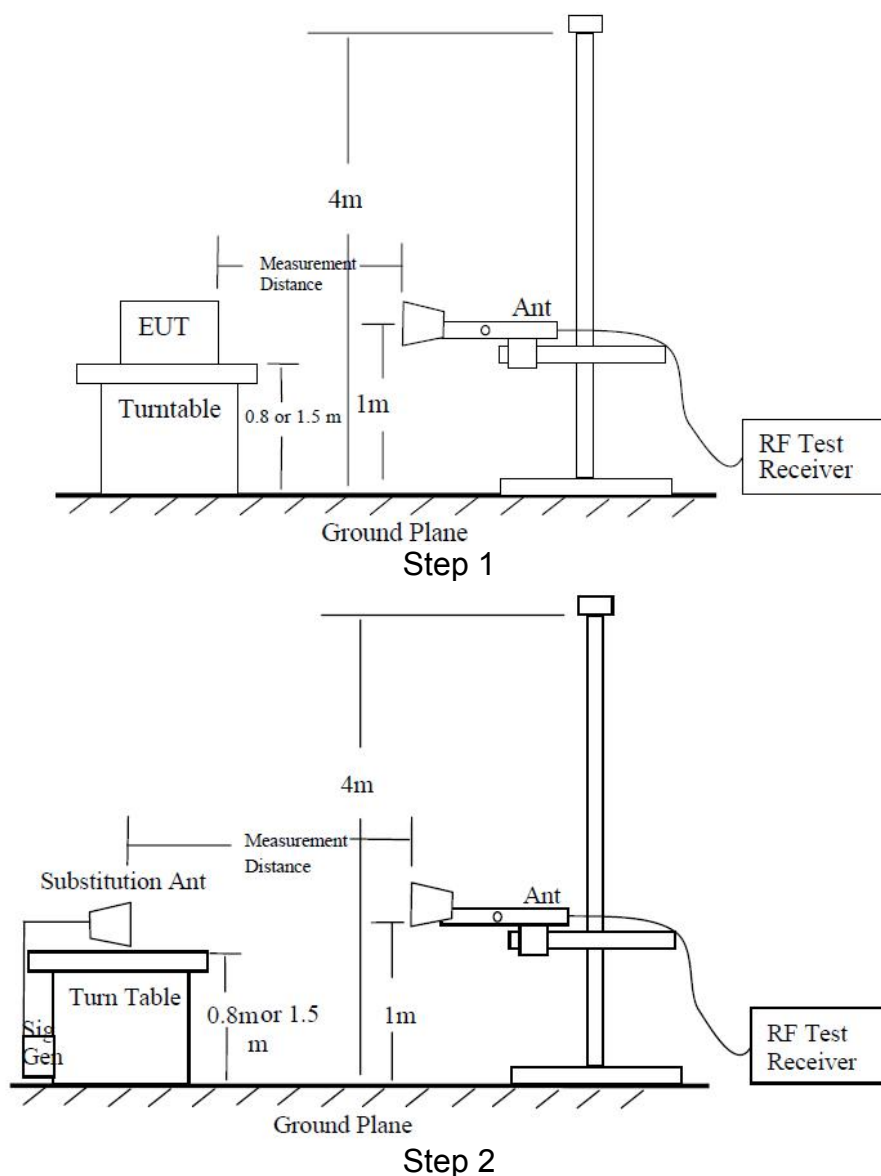 4m
Measurement
Distance
EUT
Ant
Turntable
0.8 or 1.5 m
1m
RF Test
Receiver
Ground Plane
Step 1
4m
Measurement
Distance
Substitution Ant
Ant
Turn Table
0.8m or 1.5
m
1m
Sig
Gen
RF Test
Receiver
Ground Plane
Step 2